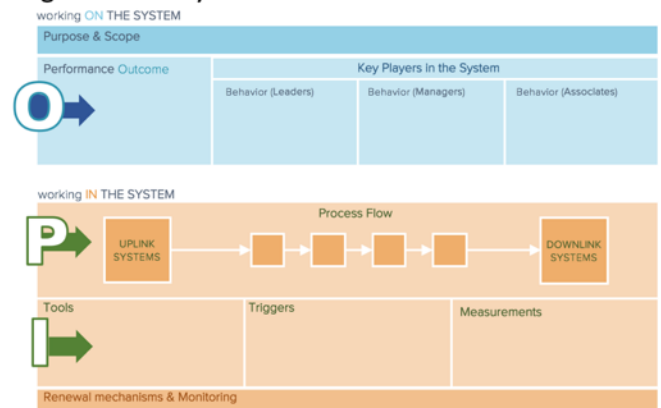 working ON THE SYSTEM
Purpose & Scope
Performance Outcome
Key Players in the System
Behavior (Leaders)
Behavior (Managers)
Behavior (Associates)
O
working IN THE SYSTEM
Process Flow
P
UPLINK
SYSTEMS
DOWNLINK
SYSTEMS
Tools
Triggers
Measurements
I
Renewal mechanisms & Monitoring